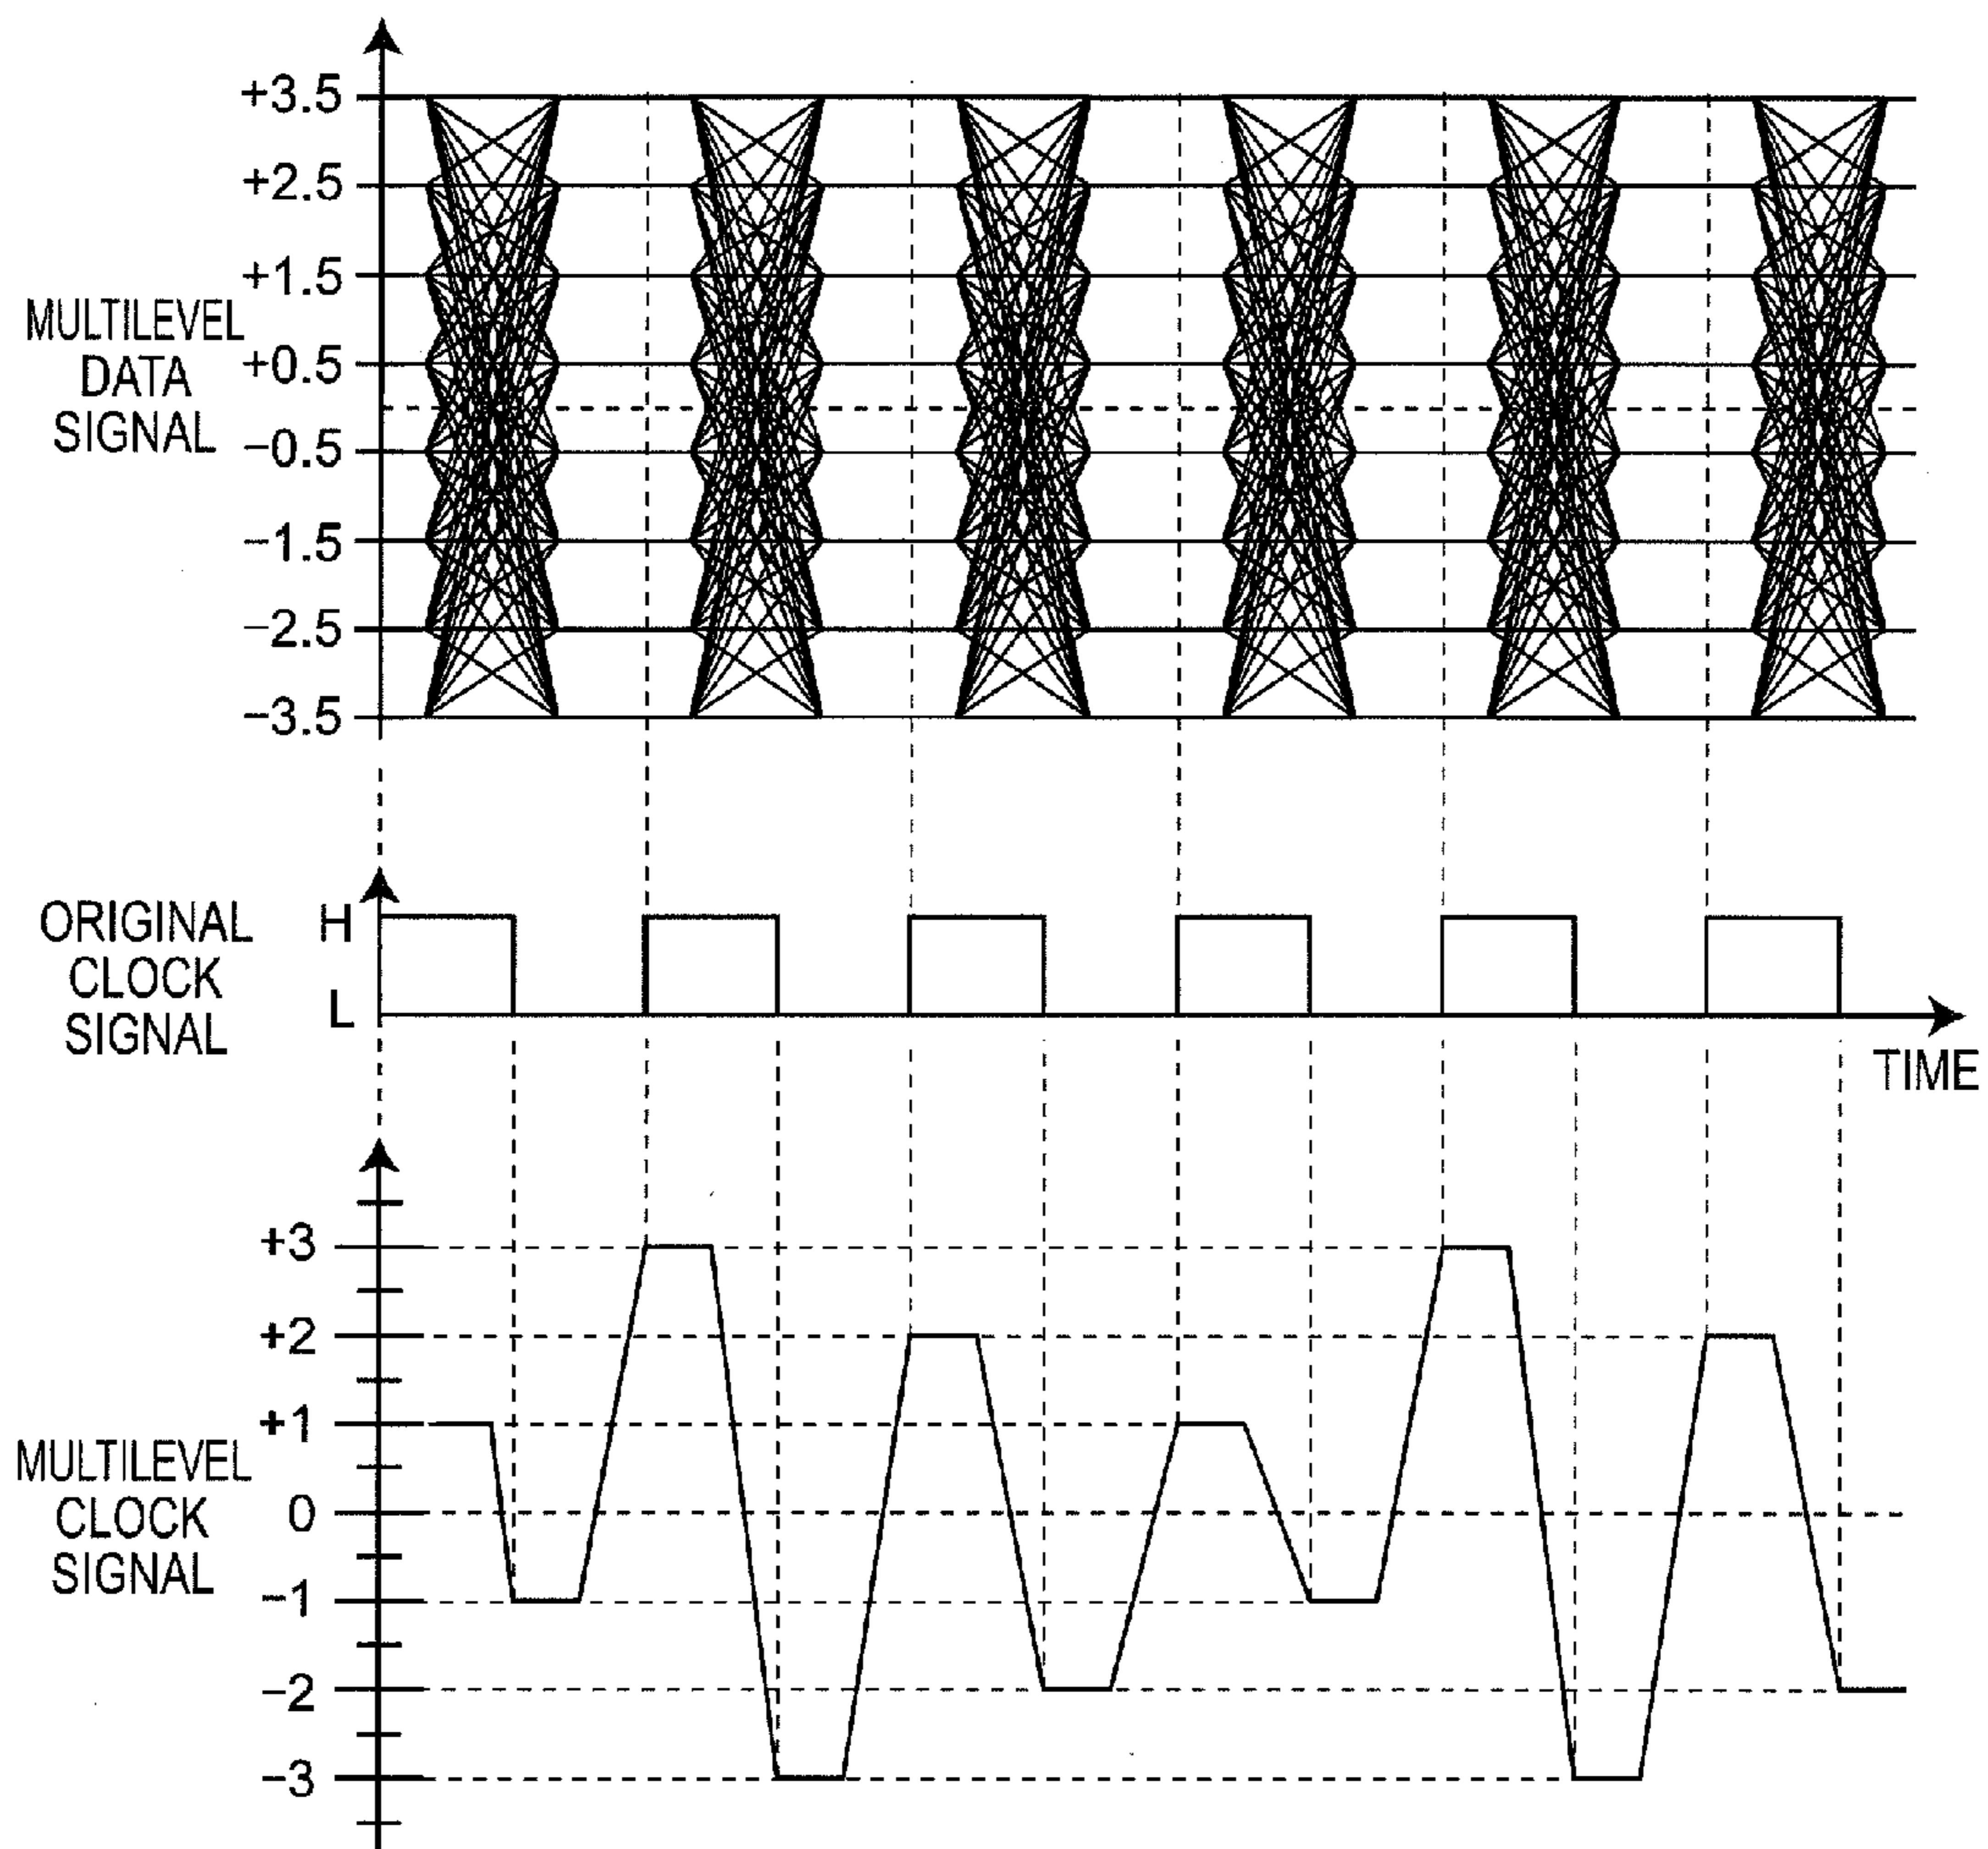 +3.5
+2.5
+1.5
MULTILEVEL
DATA
SIGNAL
+0.5
−0.5
−1.5
−2.5
−3.5
ORIGINAL
CLOCK
SIGNAL
H
L
TIME
+3
+2
+1
MULTILEVEL
CLOCK
SIGNAL
0
−1
−2
−3